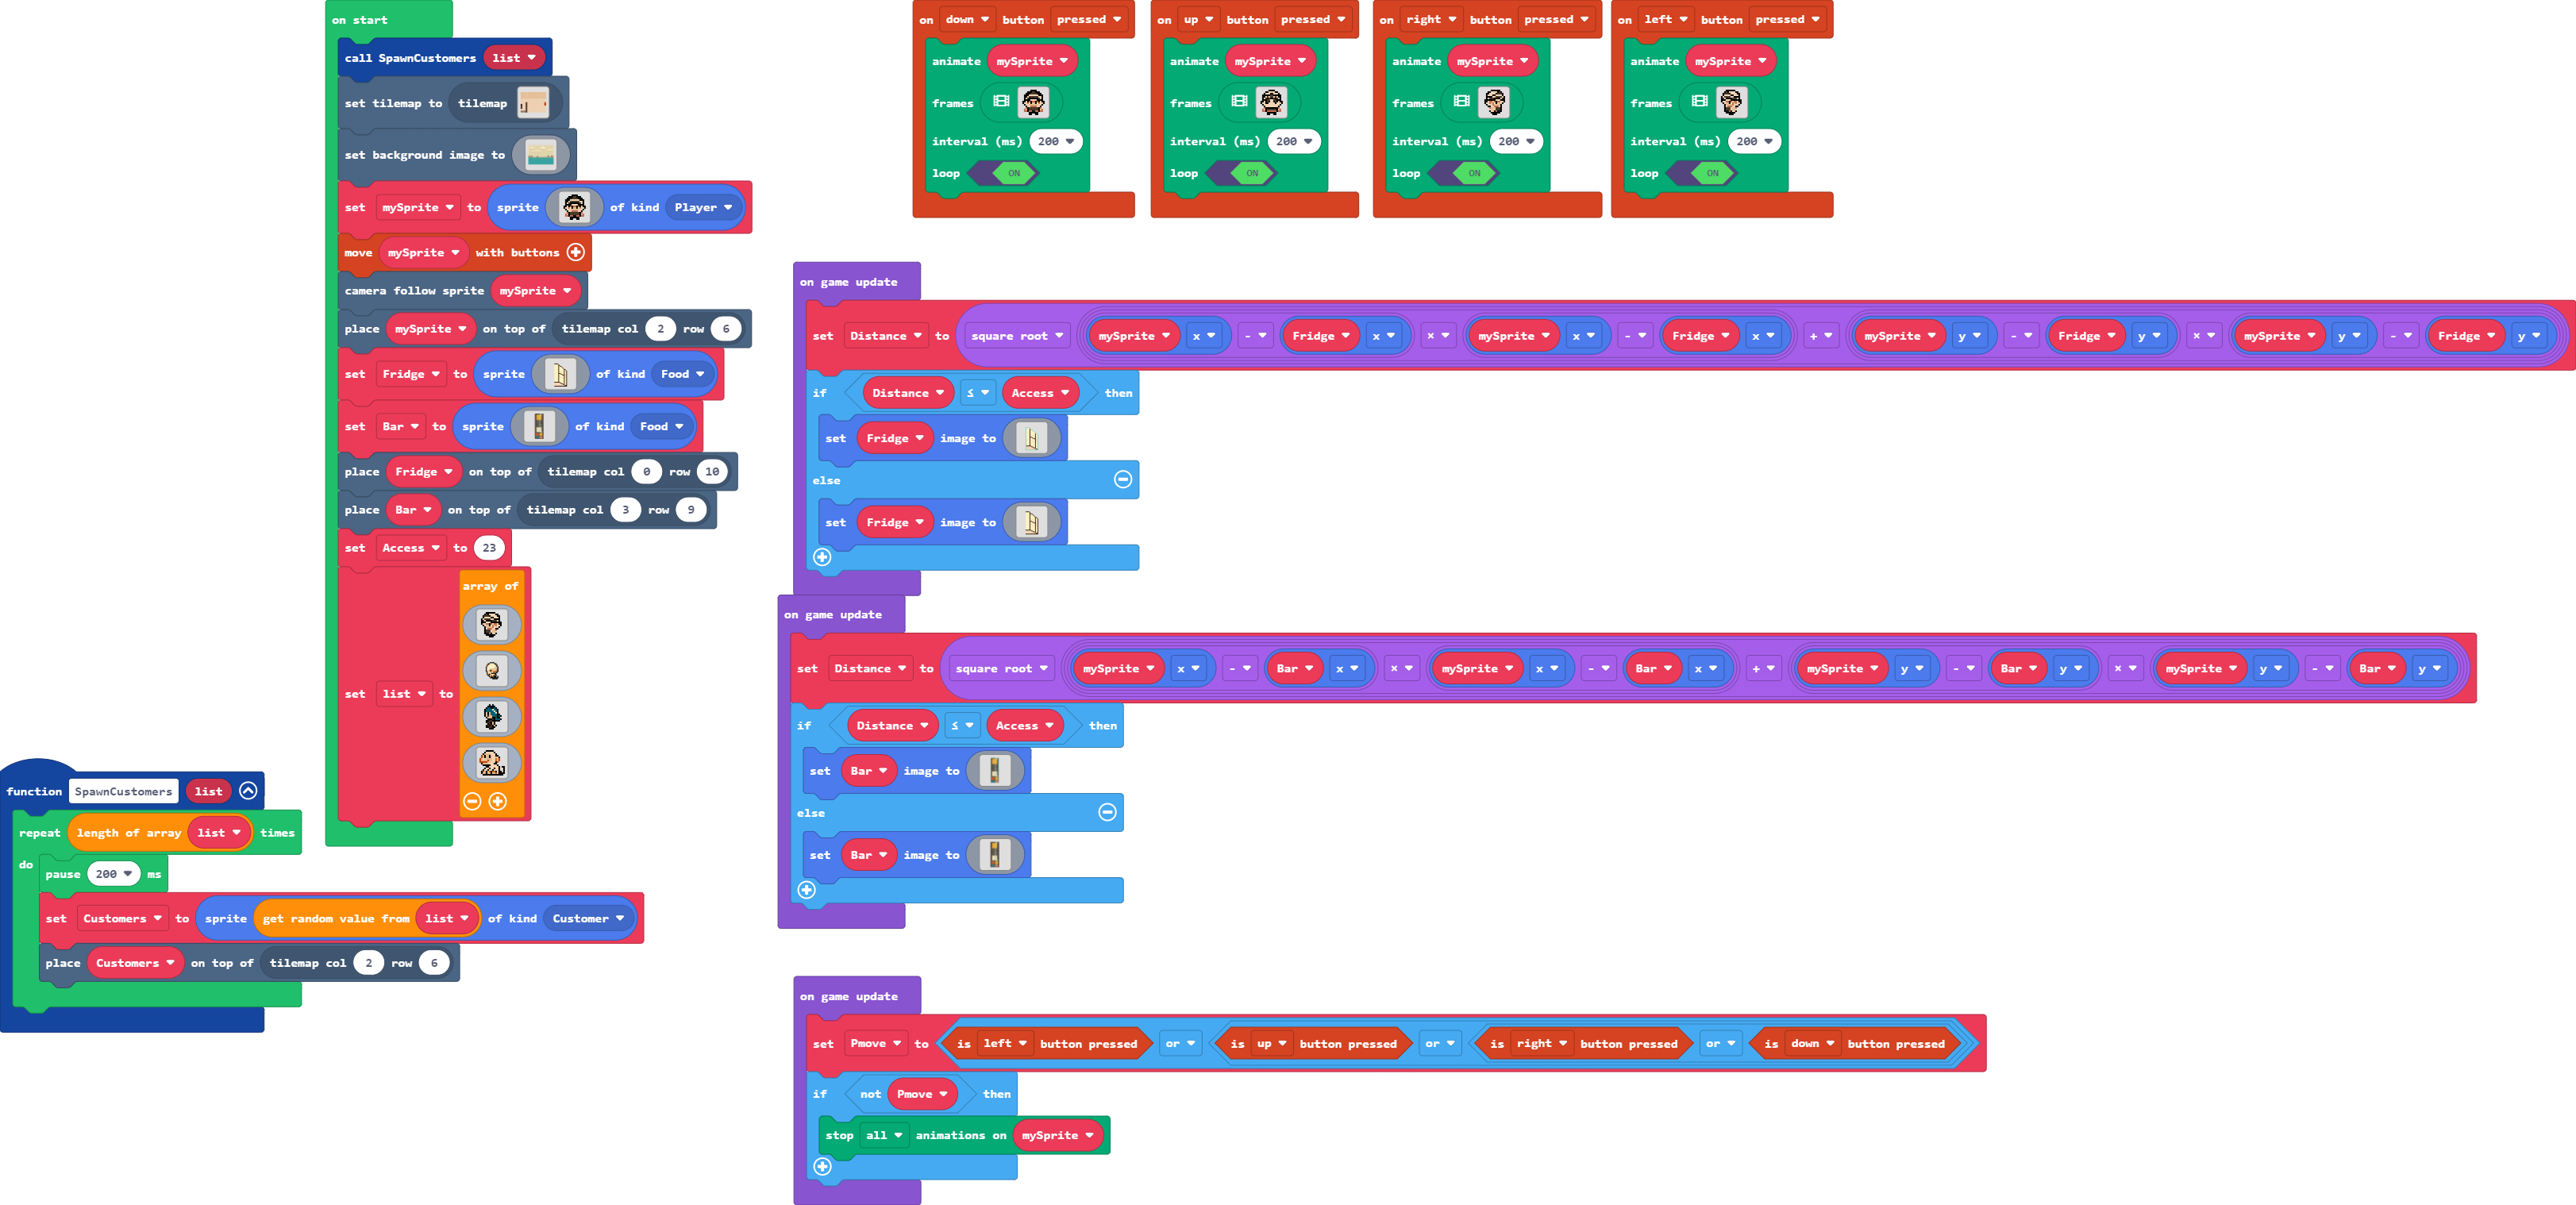 on start
call SpawnCustomers list
set tilemap to tilemap
set background image to
set mySprite to sprite of kind Player
move mySprite with buttons
camera follow sprite mySprite
place mySprite on top of tilemap col 2 row 6
set Fridge to sprite of kind Food
set Bar to sprite of kind Food
place Fridge on top of tilemap col 0 row 10
place Bar on top of tilemap col 3 row 9
set Access to 23
array of
set list to
function SpawnCustomers list
repeat length of array list times
do
pause 200 ms
set Customers to sprite get random value from list of kind Customer
place Customers on top of tilemap col 2 row 6
on down button pressed
animate mySprite
frames
interval (ms) 200
loop ON
on up button pressed
animate mySprite
frames
interval (ms) 200
loop ON
on right button pressed
animate mySprite
frames
interval (ms) 200
loop ON
on left button pressed
animate mySprite
frames
interval (ms) 200
loop ON
on game update
set Distance to square root mySprite x - Fridge x × mySprite x - Fridge x + mySprite y - Fridge y × mySprite y - Fridge y
if Distance ≤ Access then
set Fridge image to
else
set Fridge image to
on game update
set Distance to square root mySprite x - Bar x × mySprite x - Bar x + mySprite y - Bar y × mySprite y - Bar y
if Distance ≤ Access then
set Bar image to
else
set Bar image to
on game update
set Pmove to is left button pressed or is up button pressed or is right button pressed or is down button pressed
if not Pmove then
stop all animations on mySprite